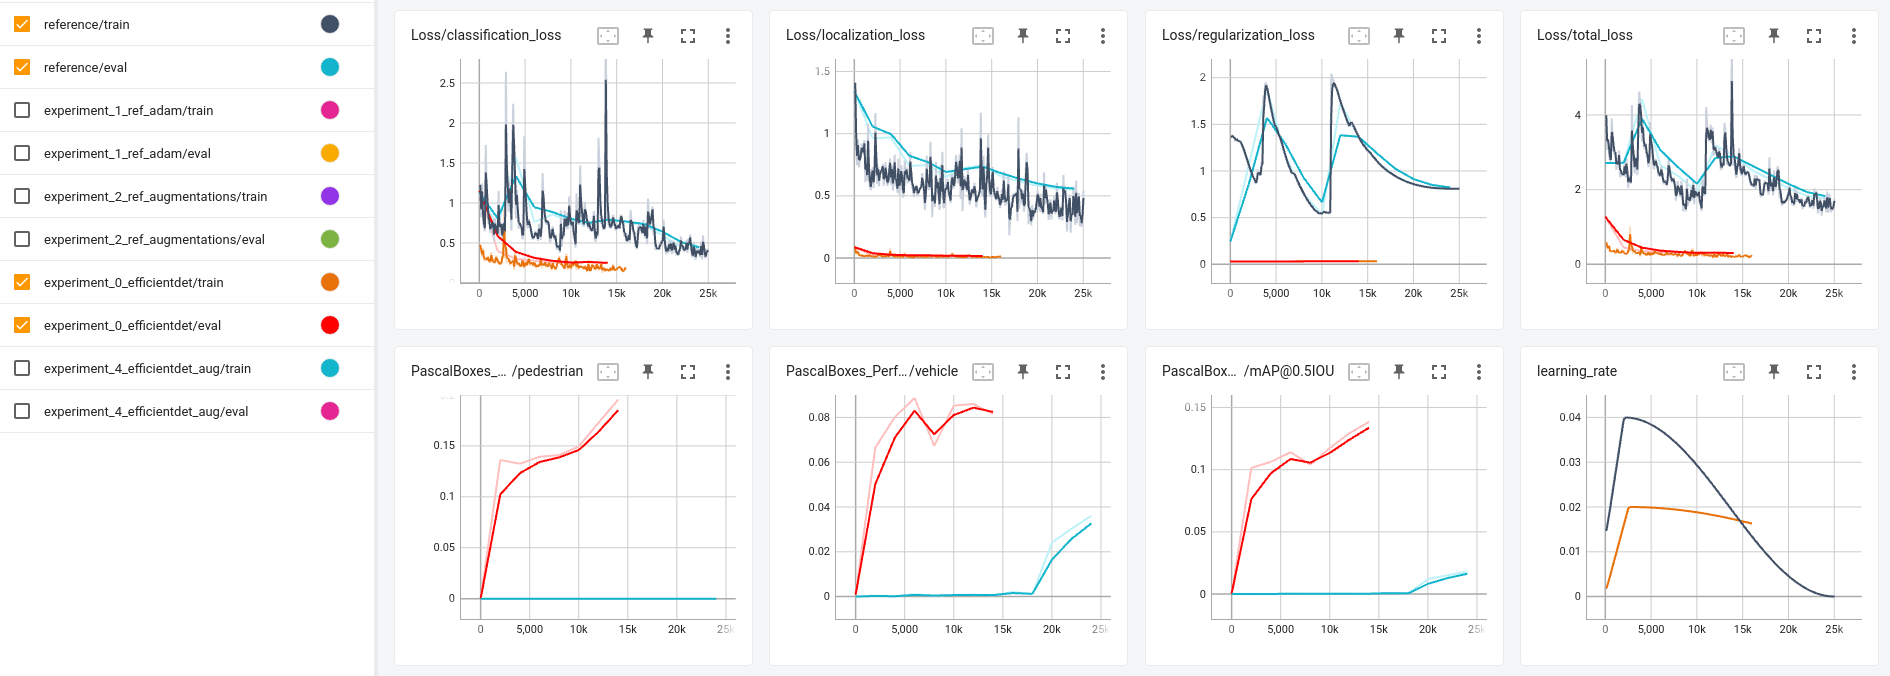 reference/train
reference/eval
experiment_1_ref_adam/train
experiment_1_ref_adam/eval
experiment_2_ref_augmentations/train
experiment_2_ref_augmentations/eval
experiment_0_efficientdet/train
experiment_0_efficientdet/eval
experiment_4_efficientdet_aug/train
experiment_4_efficientdet_aug/eval
Loss/classification_loss
2.5
2
1.5
1
0.5
0 5,000 10k 15k 20k 25k
Loss/localization_loss
1.5
1
0.5
0
0 5,000 10k 15k 20k 25k
Loss/regularization_loss
2
1.5
1
0.5
0
0 5,000 10k 15k 20k 25k
Loss/total_loss
4
2
0
0 5,000 10k 15k 20k 25k
PascalBoxes_… /pedestrian
0.15
0.1
0.05
0
0 5,000 10k 15k 20k 25k
PascalBoxes_Perf…/vehicle
0.08
0.06
0.04
0.02
0
0 5,000 10k 15k 20k 25k
PascalBox… /mAP@0.5IOU
0.15
0.1
0.05
0
0 5,000 10k 15k 20k 25k
learning_rate
0.04
0.03
0.02
0.01
0
0 5,000 10k 15k 20k 25k